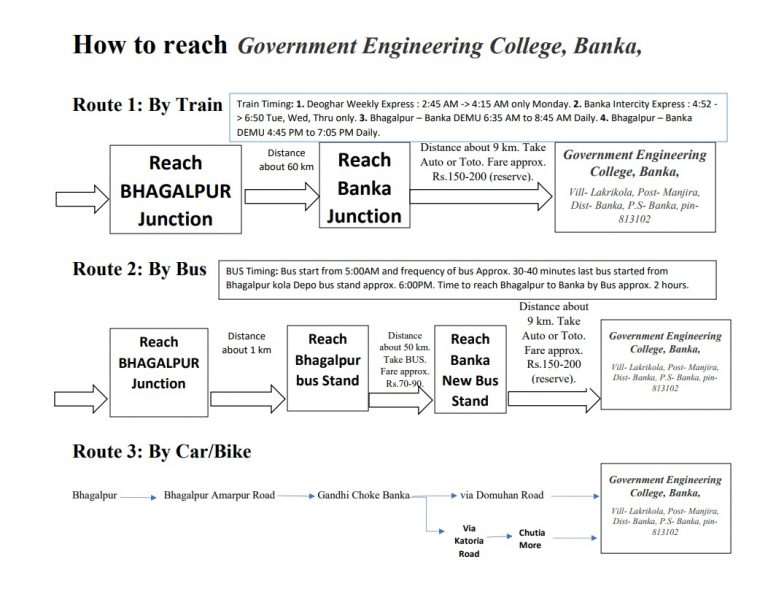 How to reach Government Engineering College, Banka,
Route 1: By Train
Train Timing: 1. Deoghar Weekly Express : 2:45 AM -> 4:15 AM only Monday. 2. Banka Intercity Express : 4:52 -
> 6:50 Tue, Wed, Thru only. 3. Bhagalpur – Banka DEMU 6:35 AM to 8:45 AM Daily. 4. Bhagalpur – Banka
DEMU 4:45 PM to 7:05 PM Daily.
Reach
BHAGALPUR
Junction
Distance
about 60 km
Reach
Banka
Junction
Distance about 9 km. Take
Auto or Toto. Fare approx.
Rs.150-200 (reserve).
Government Engineering
College, Banka,
Vill- Lakrikola, Post- Manjira,
Dist- Banka, P.S- Banka, pin-
813102
Route 2: By Bus
BUS Timing: Bus start from 5:00AM and frequency of bus Approx. 30-40 minutes last bus started from
Bhagalpur kola Depo bus stand approx. 6:00PM. Time to reach Bhagalpur to Banka by Bus approx. 2 hours.
Reach
BHAGALPUR
Junction
Distance
about 1 km
Reach
Bhagalpur
bus Stand
Distance
about 50 km.
Take BUS.
Fare approx.
Rs.70-90.
Reach
Banka
New Bus
Stand
Distance about
9 km. Take
Auto or Toto.
Fare approx.
Rs.150-200
(reserve).
Government Engineering
College, Banka,
Vill- Lakrikola, Post- Manjira,
Dist- Banka, P.S- Banka, pin-
813102
Route 3: By Car/Bike
Bhagalpur
Bhagalpur Amarpur Road
Gandhi Choke Banka
via Domuhan Road
Via
Katoria
Road
Chutia
More
Government Engineering
College, Banka,
Vill- Lakrikola, Post- Manjira,
Dist- Banka, P.S- Banka, pin-
813102